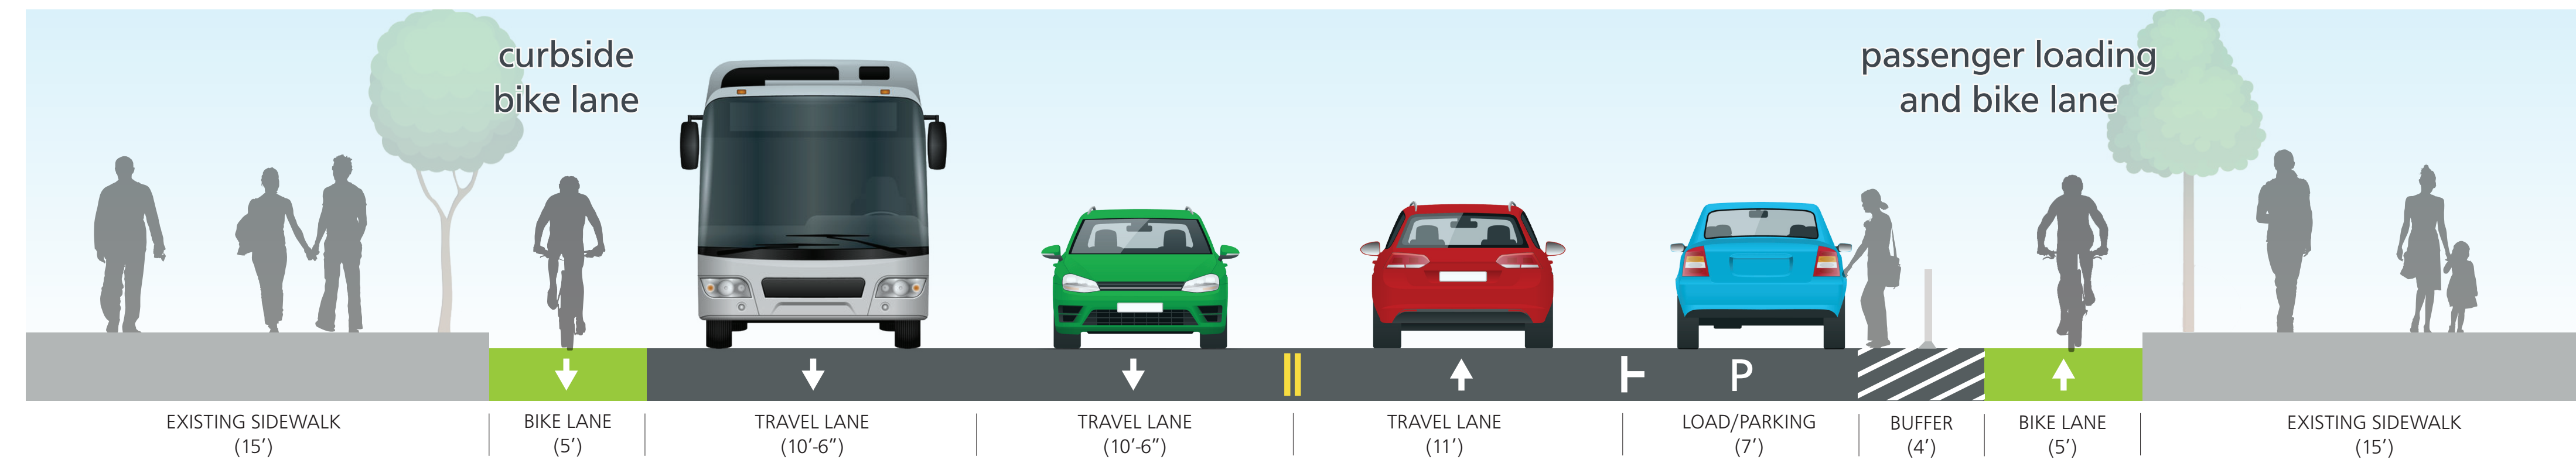 curbside
bike lane
passenger loading
and bike lane
P
EXISTING SIDEWALK
(15’)
BIKE LANE
(5’)
TRAVEL LANE
(10’-6”)
TRAVEL LANE
(10’-6”)
TRAVEL LANE
(11’)
LOAD/PARKING
(7’)
BUFFER
(4’)
BIKE LANE
(5’)
EXISTING SIDEWALK
(15’)